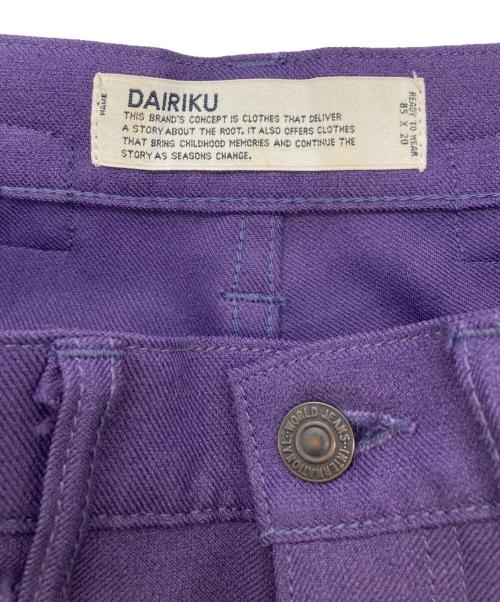 NAME
DAIRIKU
THIS BRAND'S CONCEPT IS CLOTHES THAT DELIVER
A STORY ABOUT THE ROOT. IT ALSO OFFERS CLOTHES
THAT BRING CHILDHOOD MEMORIES AND CONTINUE THE
STORY AS SEASONS CHANGE.
READY TO WEAR
85 X 20
·WORLD JEANS·
INTERNATIONAL